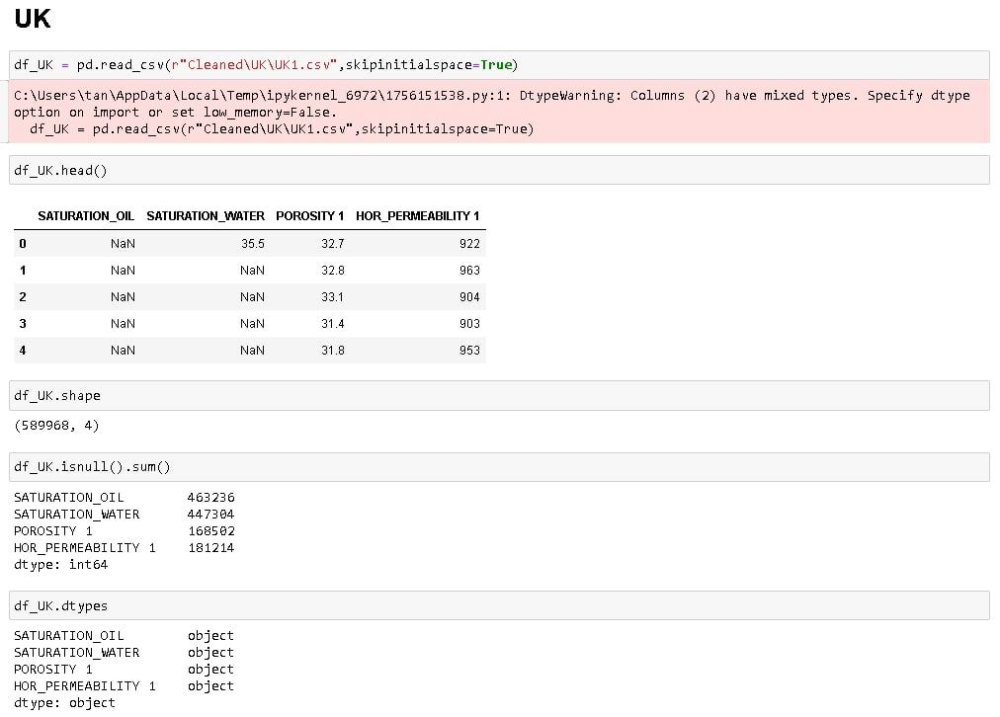 UK
df_UK = pd.read_csv(r"Cleaned\UK\UK1.csv",skipinitialspace=True)
C:\Users\tan\AppData\Local\Temp\ipykernel_6972\1756151538.py:1: DtypeWarning: Columns (2) have mixed types. Specify dtype
option on import or set low_memory=False.
df_UK = pd.read_csv(r"Cleaned\UK\UK1.csv",skipinitialspace=True)
df_UK.head()
SATURATION_OIL SATURATION_WATER POROSITY 1 HOR_PERMEABILITY 1
0 NaN 35.5 32.7 922
1 NaN NaN 32.8 963
2 NaN NaN 33.1 904
3 NaN NaN 31.4 903
4 NaN NaN 31.8 953
df_UK.shape
(589968, 4)
df_UK.isnull().sum()
SATURATION_OIL 463236
SATURATION_WATER 447304
POROSITY 1 168502
HOR_PERMEABILITY 1 181214
dtype: int64
df_UK.dtypes
SATURATION_OIL object
SATURATION_WATER object
POROSITY 1 object
HOR_PERMEABILITY 1 object
dtype: object